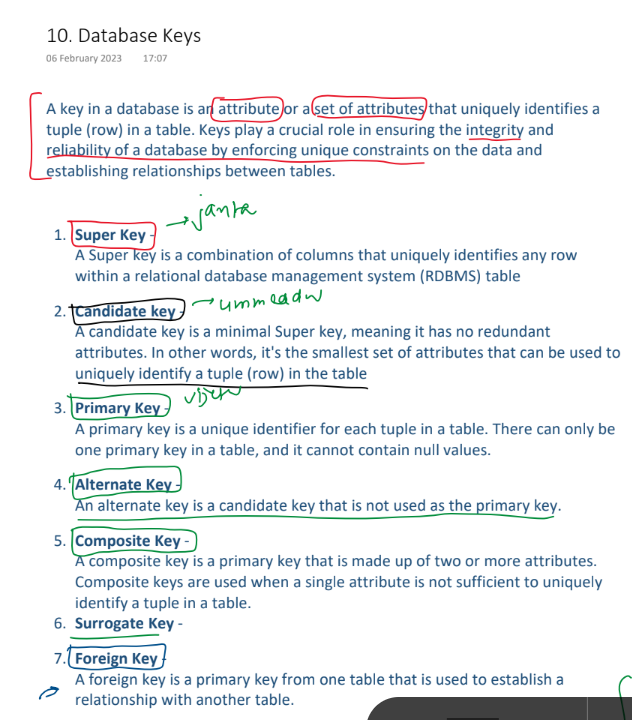 10. Database Keys
06 February 2023 17:07
A key in a database is an attribute or a set of attributes that uniquely identifies a
tuple (row) in a table. Keys play a crucial role in ensuring the integrity and
reliability of a database by enforcing unique constraints on the data and
establishing relationships between tables.
janta
1. Super Key -
A Super key is a combination of columns that uniquely identifies any row
within a relational database management system (RDBMS) table
2. Candidate key -
A candidate key is a minimal Super key, meaning it has no redundant
attributes. In other words, it's the smallest set of attributes that can be used to
uniquely identify a tuple (row) in the table
3. Primary Key -
A primary key is a unique identifier for each tuple in a table. There can only be
one primary key in a table, and it cannot contain null values.
4. Alternate Key -
An alternate key is a candidate key that is not used as the primary key.
5. Composite Key -
A composite key is a primary key that is made up of two or more attributes.
Composite keys are used when a single attribute is not sufficient to uniquely
identify a tuple in a table.
6. Surrogate Key -
7. Foreign Key -
A foreign key is a primary key from one table that is used to establish a
relationship with another table.